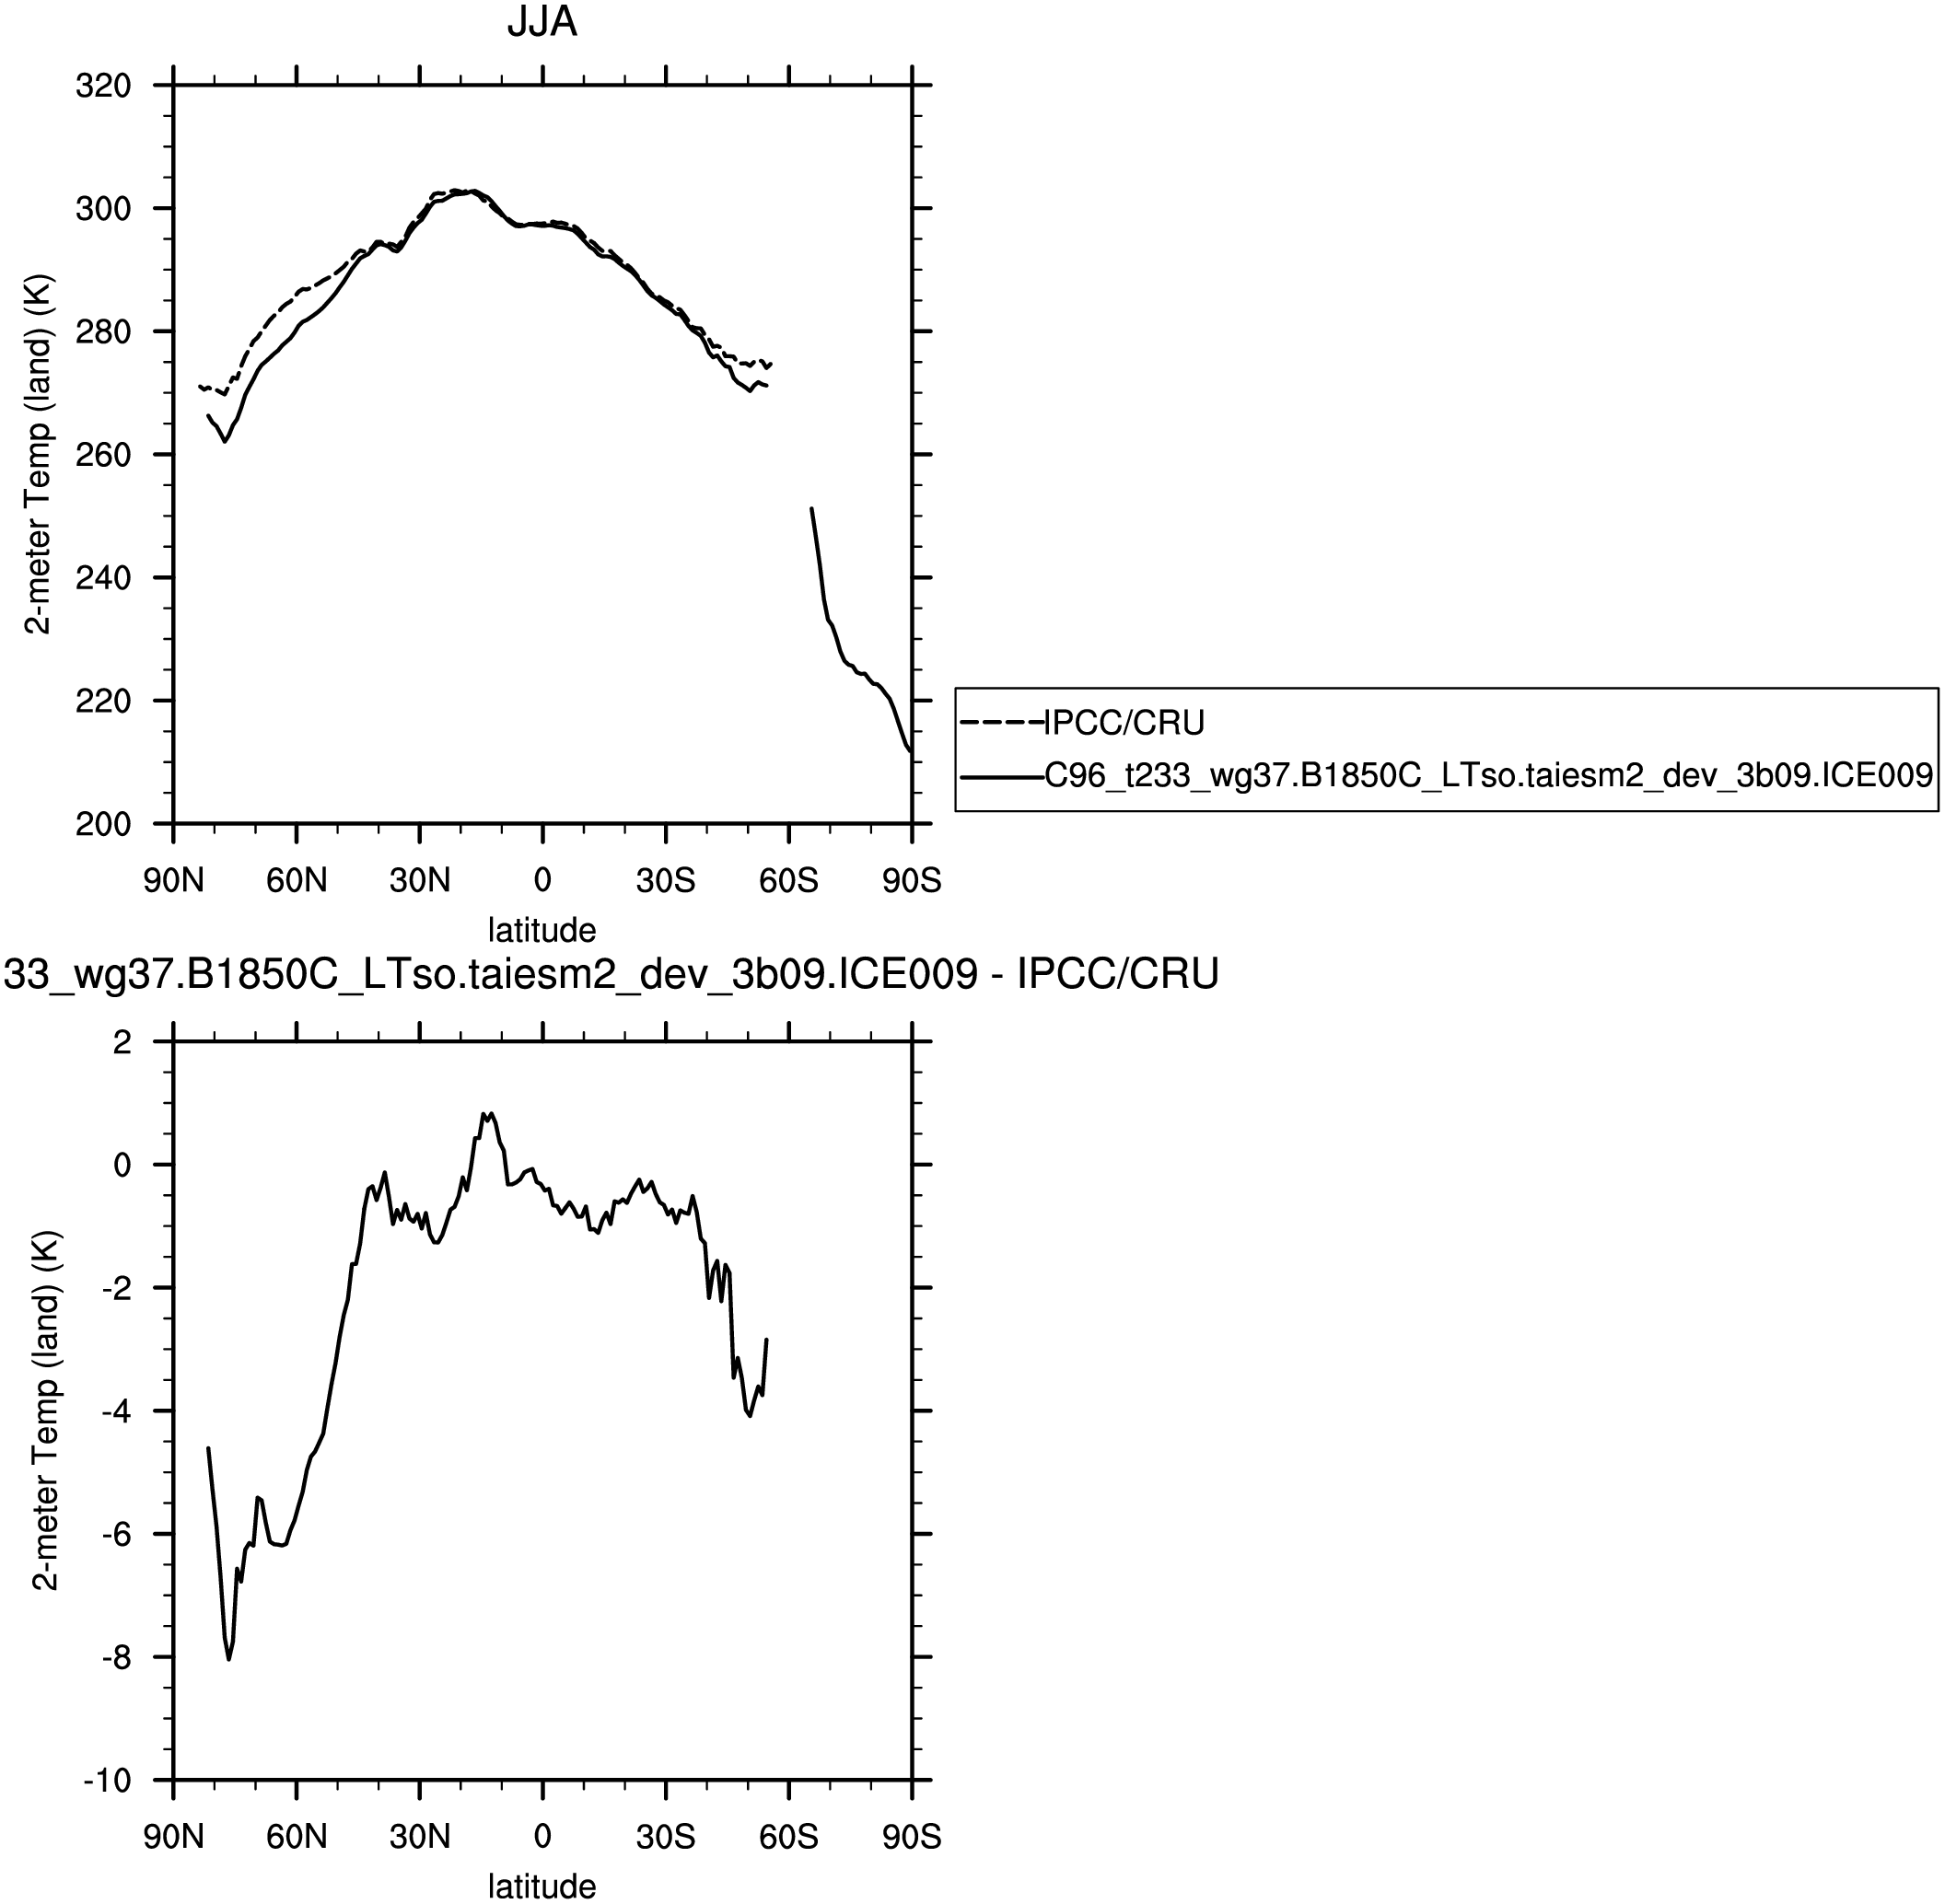 JJA
320
300
280
260
240
220
200
2-meter Temp (land) (K)
90N 60N 30N 0 30S 60S 90S
latitude
IPCC/CRU
C96_t233_wg37.B1850C_LTso.taiesm2_dev_3b09.ICE009
33_wg37.B1850C_LTso.taiesm2_dev_3b09.ICE009 - IPCC/CRU
2
0
-2
-4
-6
-8
-10
2-meter Temp (land) (K)
90N 60N 30N 0 30S 60S 90S
latitude